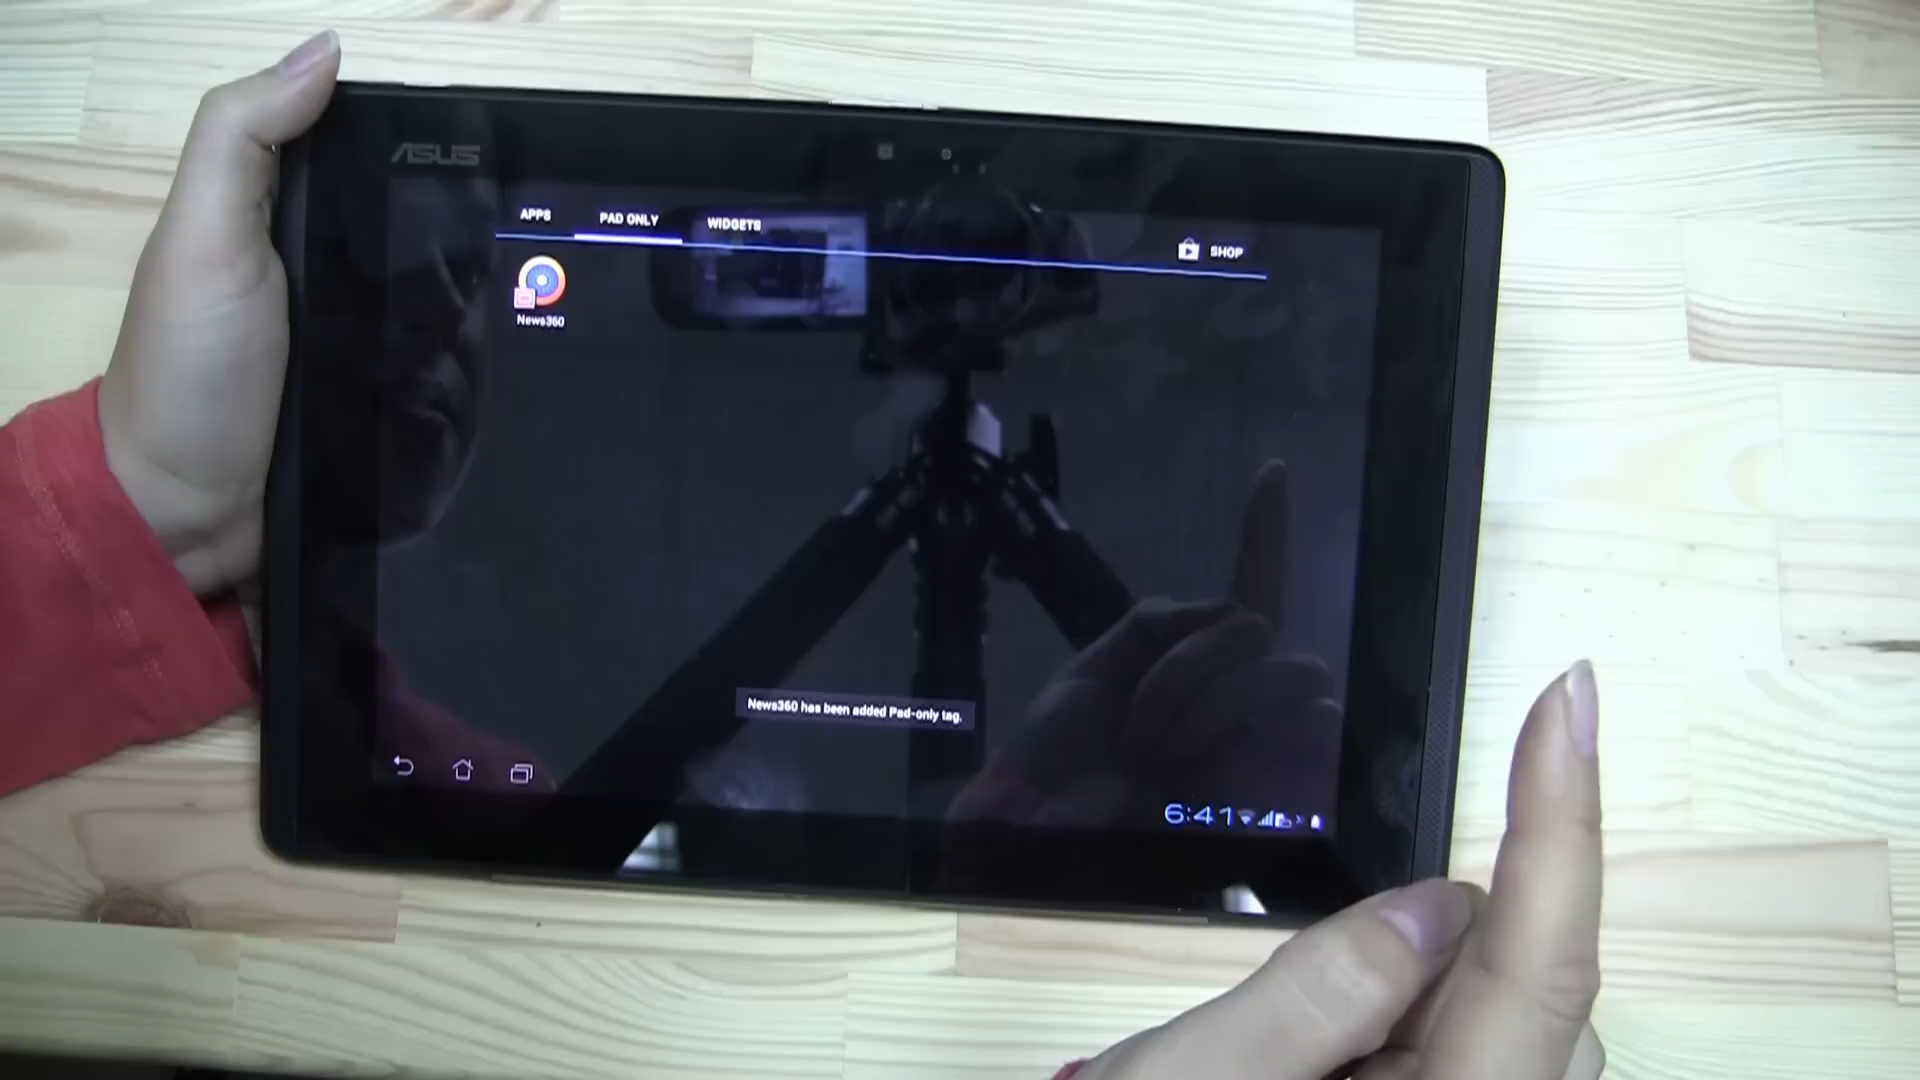 ASUS
APPS PAD ONLY WIDGETS SHOP
News360
News360 has been added Pad-only tag.
6:41